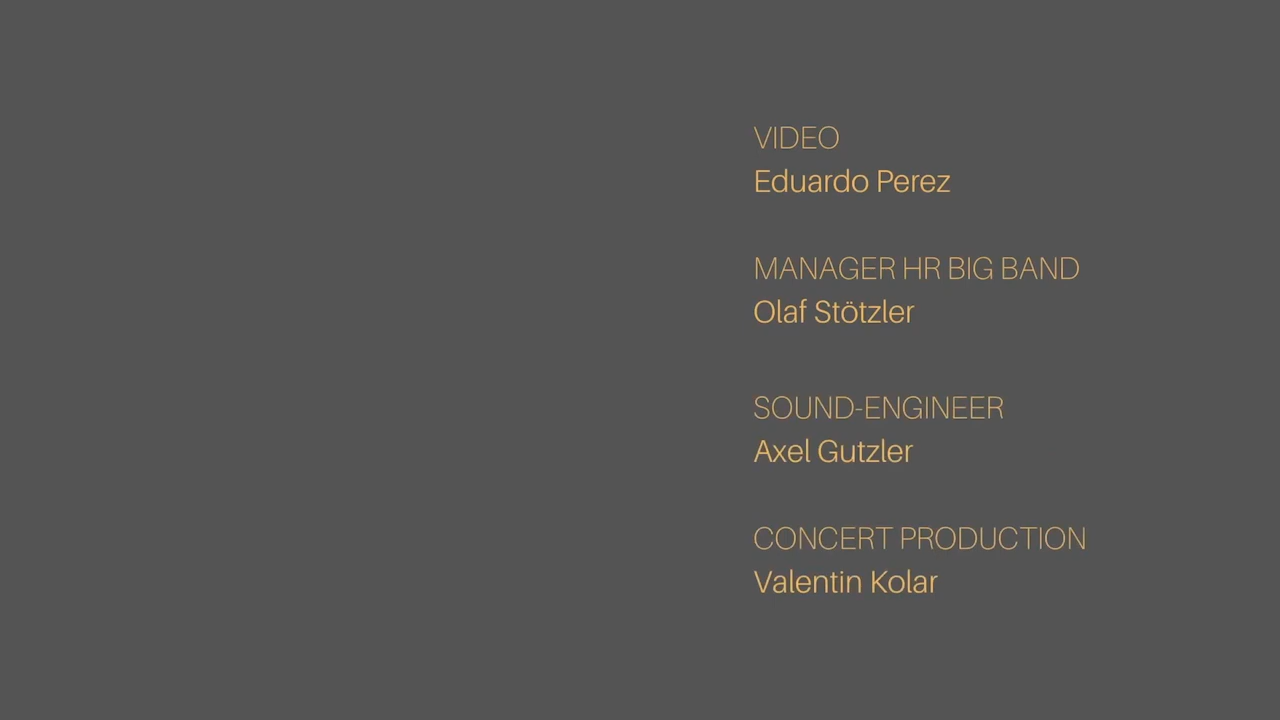 VIDEO
Eduardo Perez
MANAGER HR BIG BAND
Olaf Stötzler
SOUND-ENGINEER
Axel Gutzler
CONCERT PRODUCTION
Valentin Kolar